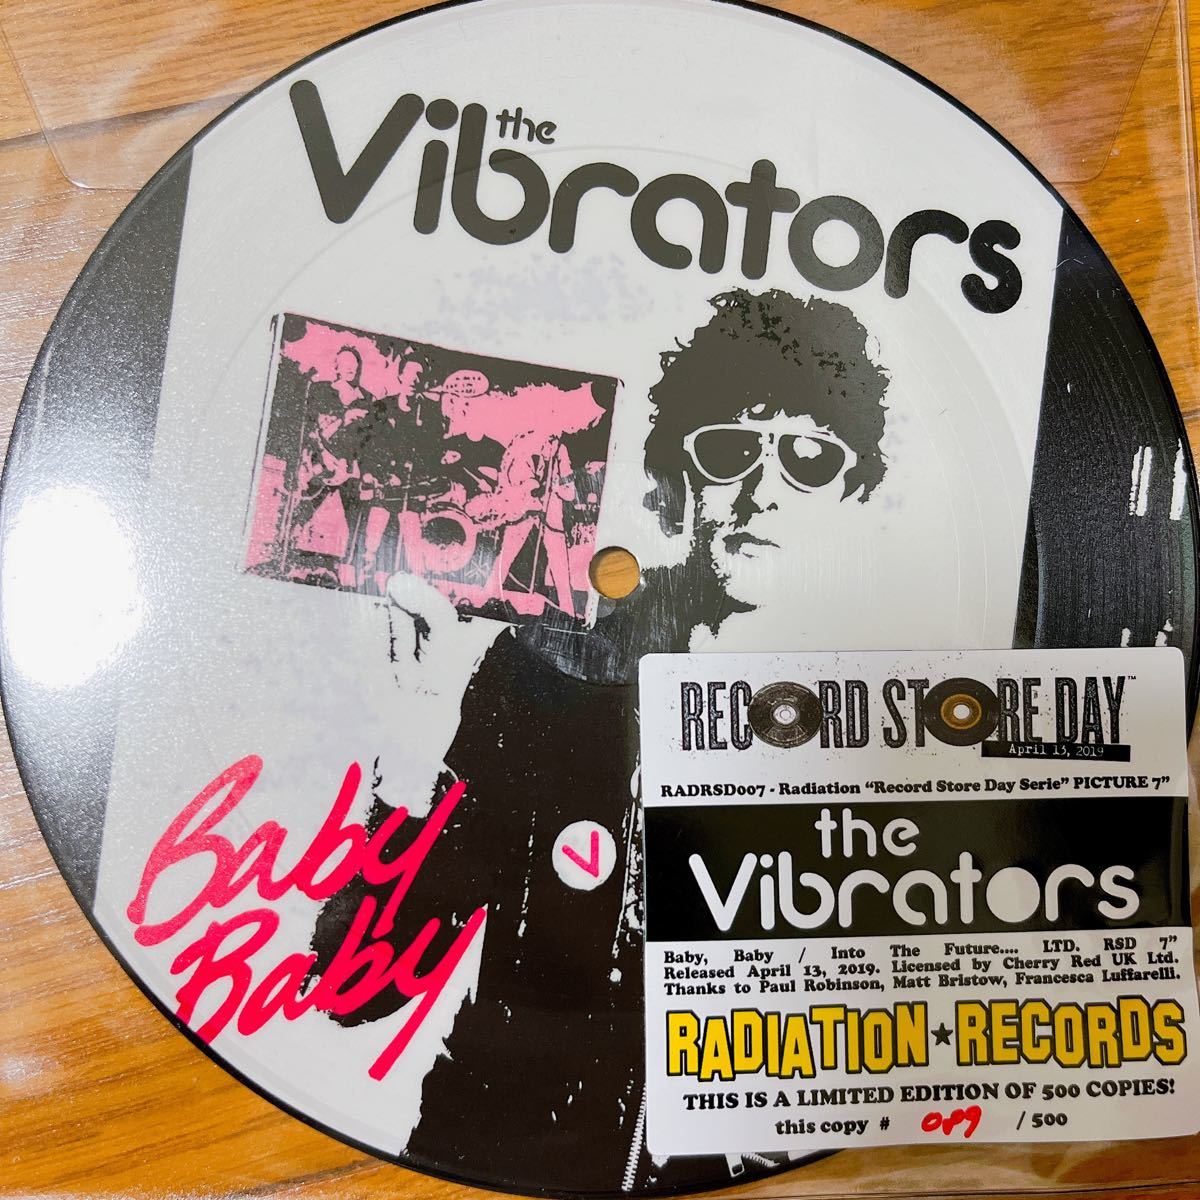 the
Vibrators
Baby
Baby
V
RECORD STORE DAY™
April 13, 2019
RADRSD007 - Radiation “Record Store Day Serie” PICTURE 7”
the
Vibrators
Baby, Baby / Into The Future.... LTD. RSD 7”
Released April 13, 2019. Licensed by Cherry Red UK Ltd.
Thanks to Paul Robinson, Matt Bristow, Francesca Luffarelli.
RADIATION★RECORDS
THIS IS A LIMITED EDITION OF 500 COPIES!
this copy # 089 / 500